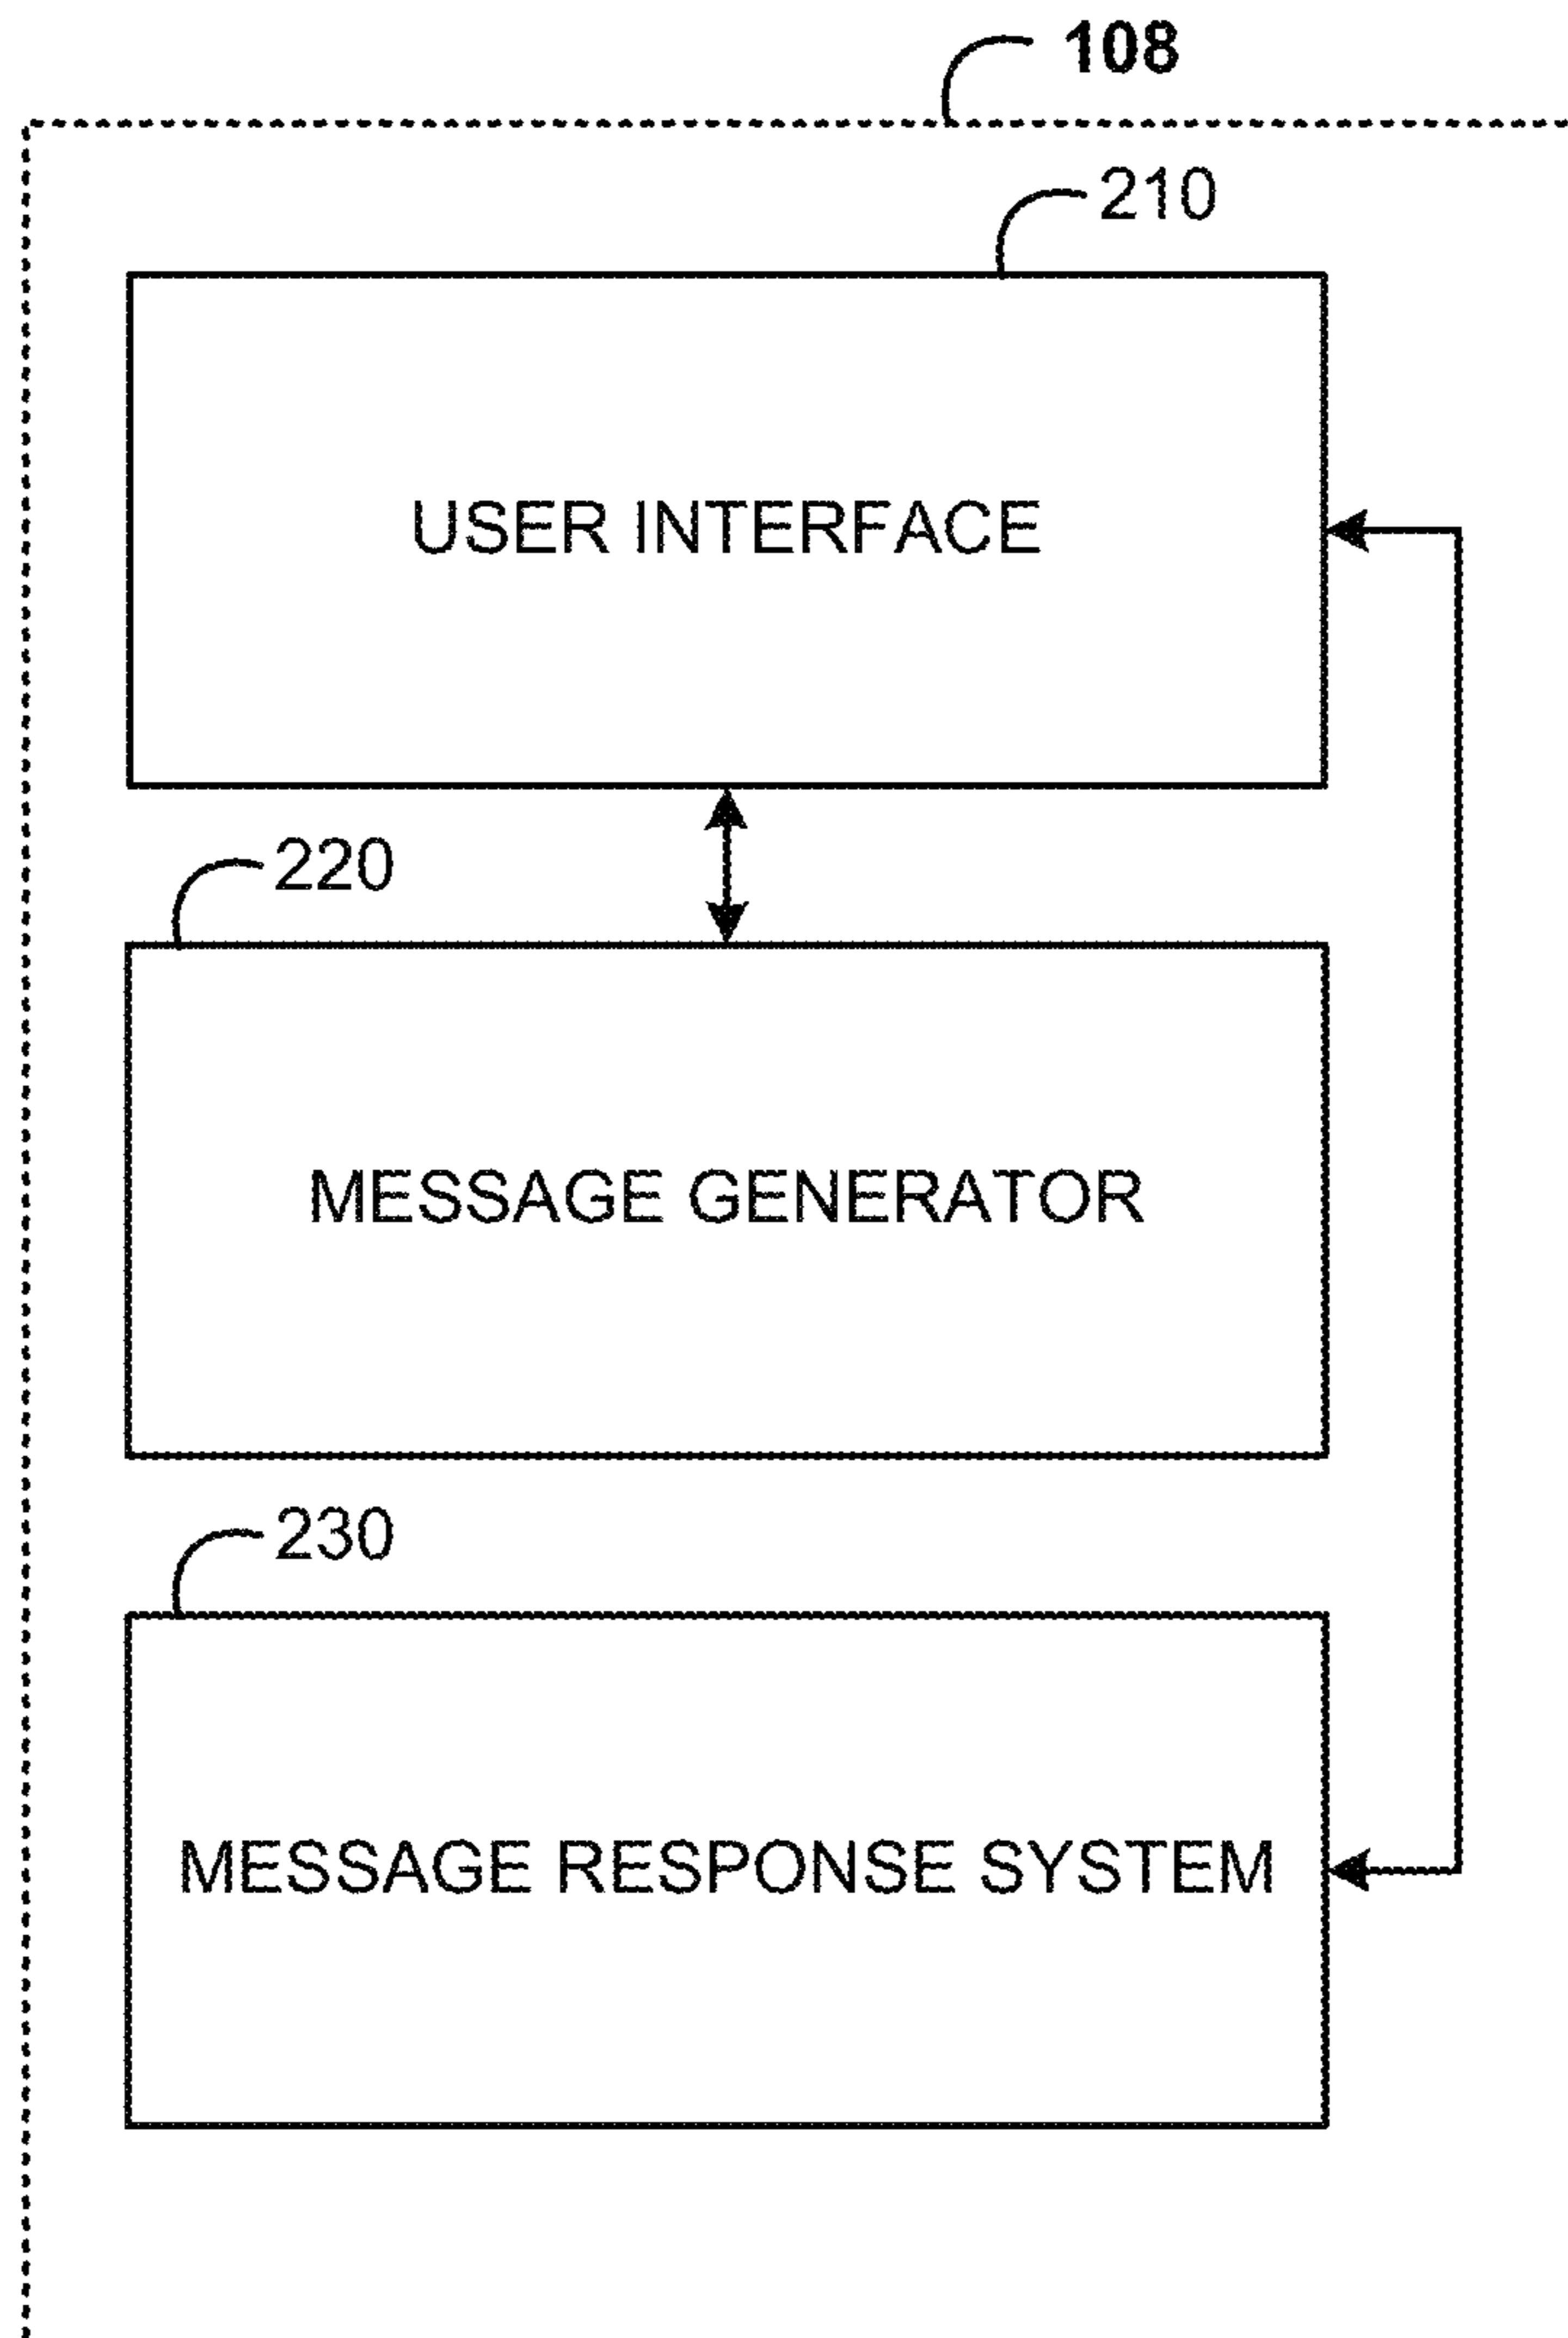 108
210
USER INTERFACE
220
MESSAGE GENERATOR
230
MESSAGE RESPONSE SYSTEM